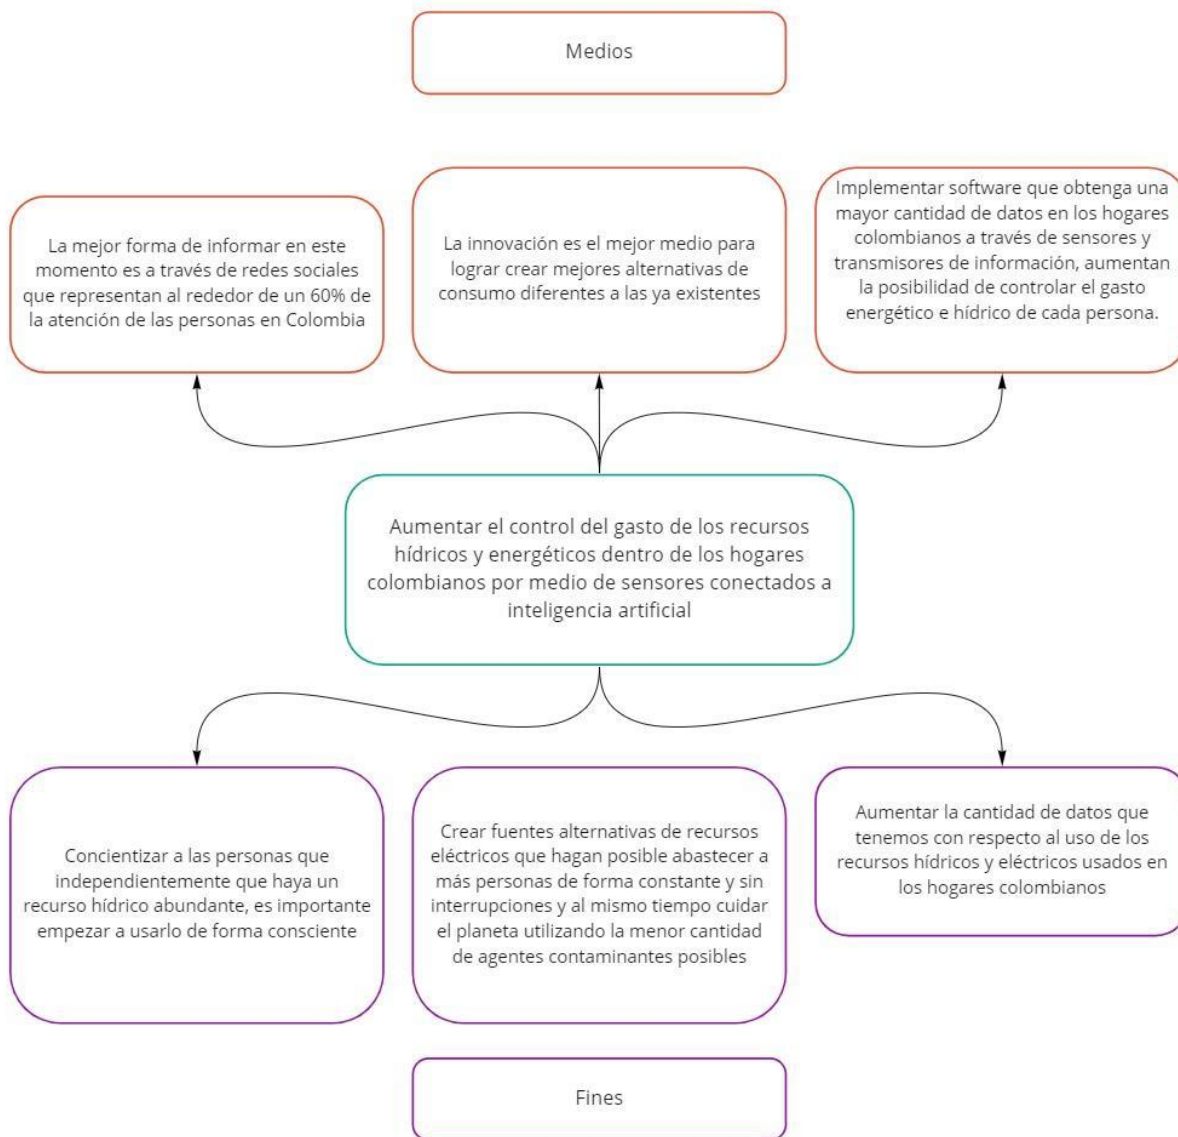 Medios
La mejor forma de informar en este
momento es a través de redes sociales
que representan al rededor de un 60% de
la atención de las personas en Colombia
La innovación es el mejor medio para
lograr crear mejores alternativas de
consumo diferentes a las ya existentes
Implementar software que obtenga una
mayor cantidad de datos en los hogares
colombianos a través de sensores y
transmisores de información, aumentan
la posibilidad de controlar el gasto
energético e hídrico de cada persona.
Aumentar el control del gasto de los recursos
hídricos y energéticos dentro de los hogares
colombianos por medio de sensores conectados a
inteligencia artificial
Concientizar a las personas que
independientemente que haya un
recurso hídrico abundante, es importante
empezar a usarlo de forma consciente
Crear fuentes alternativas de recursos
eléctricos que hagan posible abastecer a
más personas de forma constante y sin
interrupciones y al mismo tiempo cuidar
el planeta utilizando la menor cantidad
de agentes contaminantes posibles
Aumentar la cantidad de datos que
tenemos con respecto al uso de los
recursos hídricos y eléctricos usados en
los hogares colombianos
Fines